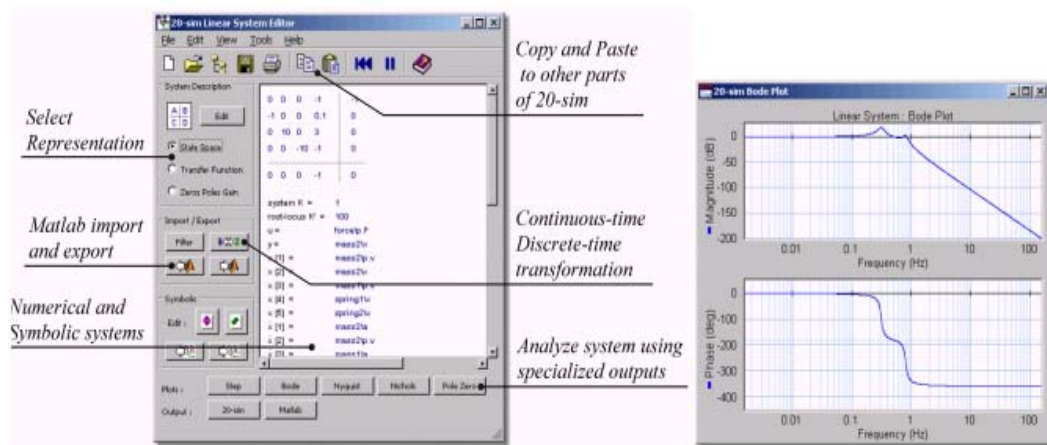 20-sim Linear System Editor
File Edit View Tools Help
System Description
A B
C D
Edit
State Space
Transfer Function
Zeros Poles Gain
Import / Export
Filter
Symbolic
Edit :
0 0 0 -1 -1
-1 0 0 0.1 0
0 10 0 3 0
0 0 -10 -1 0
0 0 0 -1 0
system K = 1
root-locus K' = 100
u = force\p.F
y = mass2\x
x [1] = mass2\p.v
x [2] = mass2\x
x [3] = mass1\p.v
x [4] = spring1\x
x [5] = spring2\x
mass2\a
mass2\p.v
mass1\a
Plots : Step Bode Nyquist Nichols Pole Zero
Output : 20-sim Matlab
Select
Representation
Matlab import
and export
Numerical and
Symbolic systems
Copy and Paste
to other parts
of 20-sim
Continuous-time
Discrete-time
transformation
Analyze system using
specialized outputs
20-sim Bode Plot
Linear System : Bode Plot
Magnitude (dB)
0
-50
-100
-150
-200
0.01 0.1 1 10 100
Frequency (Hz)
Phase (deg)
0
-100
-200
-300
-400
0.01 0.1 1 10 100
Frequency (Hz)